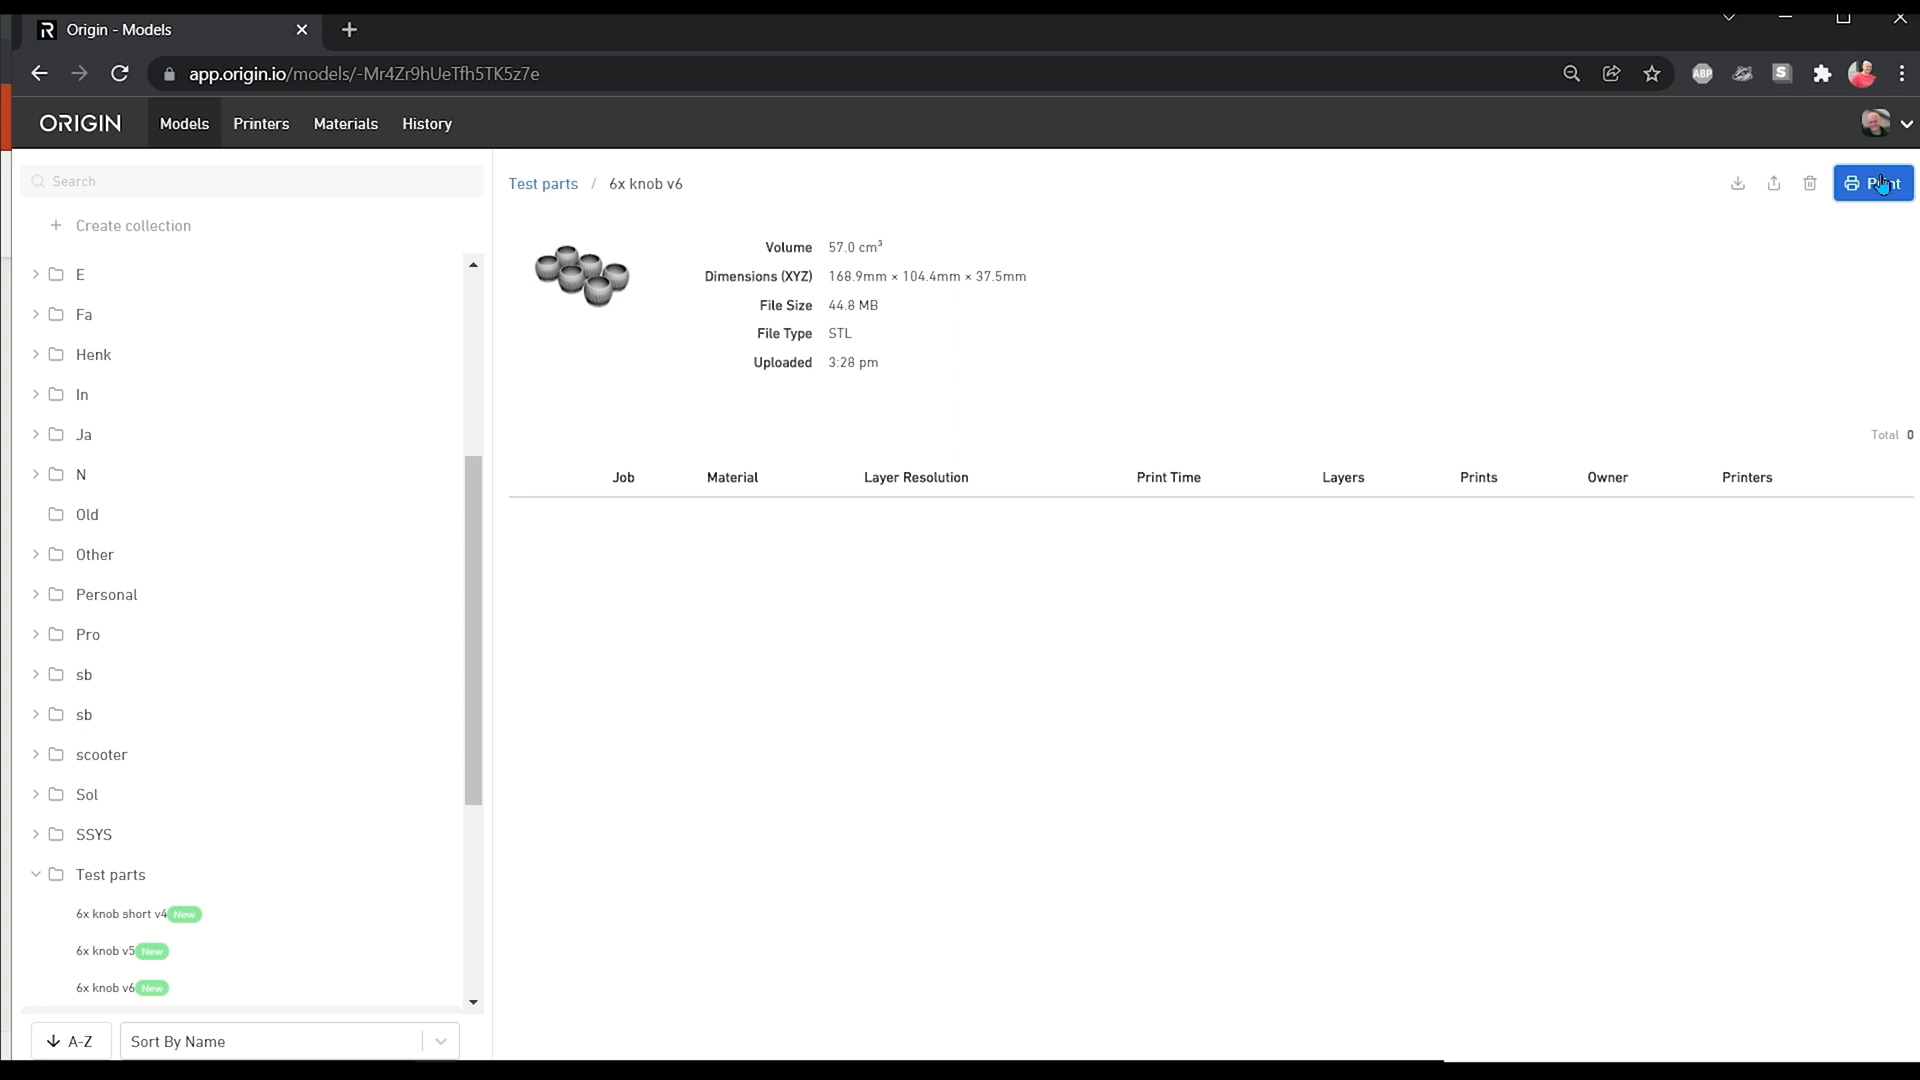 Origin - Models
app.origin.io/models/-Mr4Zr9hUeTfh5TK5z7e
ABP
S
ORIGIN
Models
Printers
Materials
History
Search
Create collection
E
Fa
Henk
In
Ja
N
Old
Other
Personal
Pro
sb
sb
scooter
Sol
SSYS
Test parts
6x knob short v4 New
6x knob v5 New
6x knob v6 New
A-Z
Sort By Name
Test parts / 6x knob v6
Print
Volume 57.0 cm³
Dimensions (XYZ) 168.9mm × 104.4mm × 37.5mm
File Size 44.8 MB
File Type STL
Uploaded 3:28 pm
Total 0
Job Material Layer Resolution Print Time Layers Prints Owner Printers